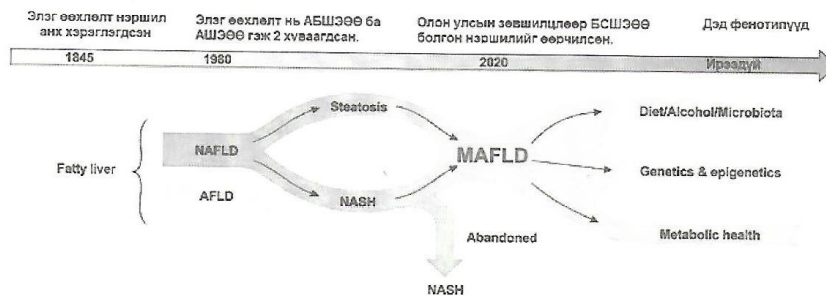 Элэг өөхлөлт нэршил
анх хэрэглэгдсэн
Элэг өөхлөлт нь АБШЭӨӨ ба
АШЭӨӨ гэж 2 хуваагдсан.
Олон улсын зөвшилцлөөр БСШЭӨӨ
болгон нэршилийг өөрчилсөн.
Дэд фенотипүүд
1845
1980
2020
Ирээдүй
Fatty liver
NAFLD
AFLD
Steatosis
NASH
MAFLD
Abandoned
NASH
Diet/Alcohol/Microbiota
Genetics & epigenetics
Metabolic health